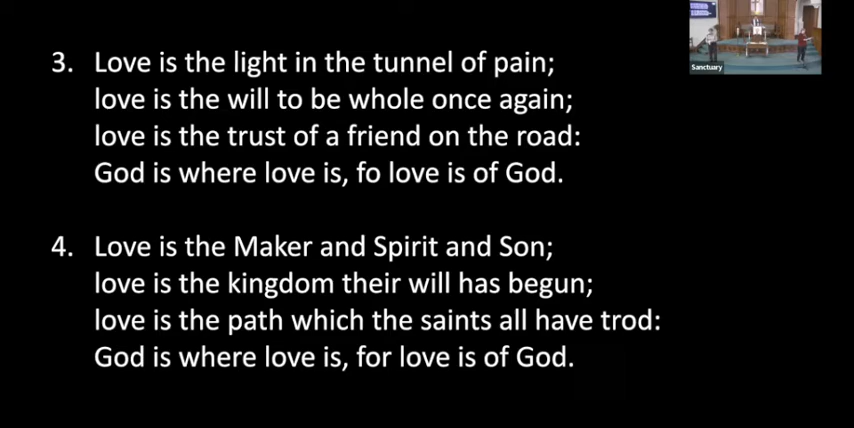 3. Love is the light in the tunnel of pain;
love is the will to be whole once again;
love is the trust of a friend on the road:
God is where love is, fo love is of God.
4. Love is the Maker and Spirit and Son;
love is the kingdom their will has begun;
love is the path which the saints all have trod:
God is where love is, for love is of God.
Sanctuary